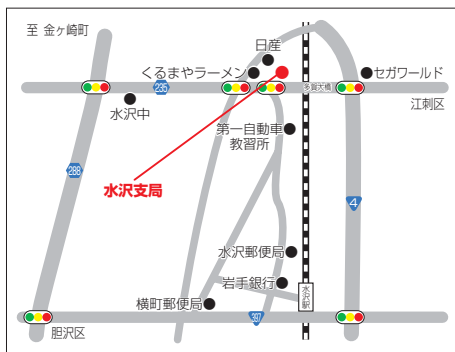 至 金ヶ崎町
日産
くるまやラーメン
セガワールド
235
多賀大橋
水沢中
江刺区
第一自動車
教習所
288
水沢支局
4
水沢郵便局
岩手銀行
水沢駅
横町郵便局
397
胆沢区